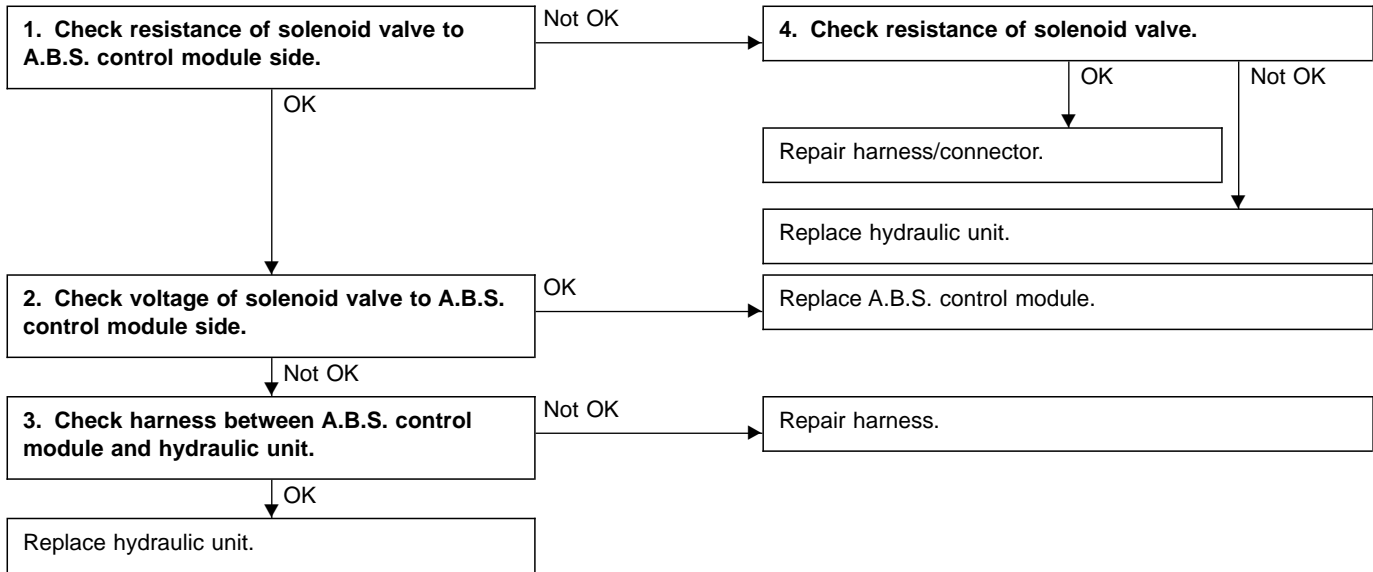 1. Check resistance of solenoid valve to
A.B.S. control module side.
Not OK
4. Check resistance of solenoid valve.
OK
OK
Not OK
Repair harness/connector.
Replace hydraulic unit.
2. Check voltage of solenoid valve to A.B.S.
control module side.
OK
Replace A.B.S. control module.
Not OK
3. Check harness between A.B.S. control
module and hydraulic unit.
Not OK
Repair harness.
OK
Replace hydraulic unit.